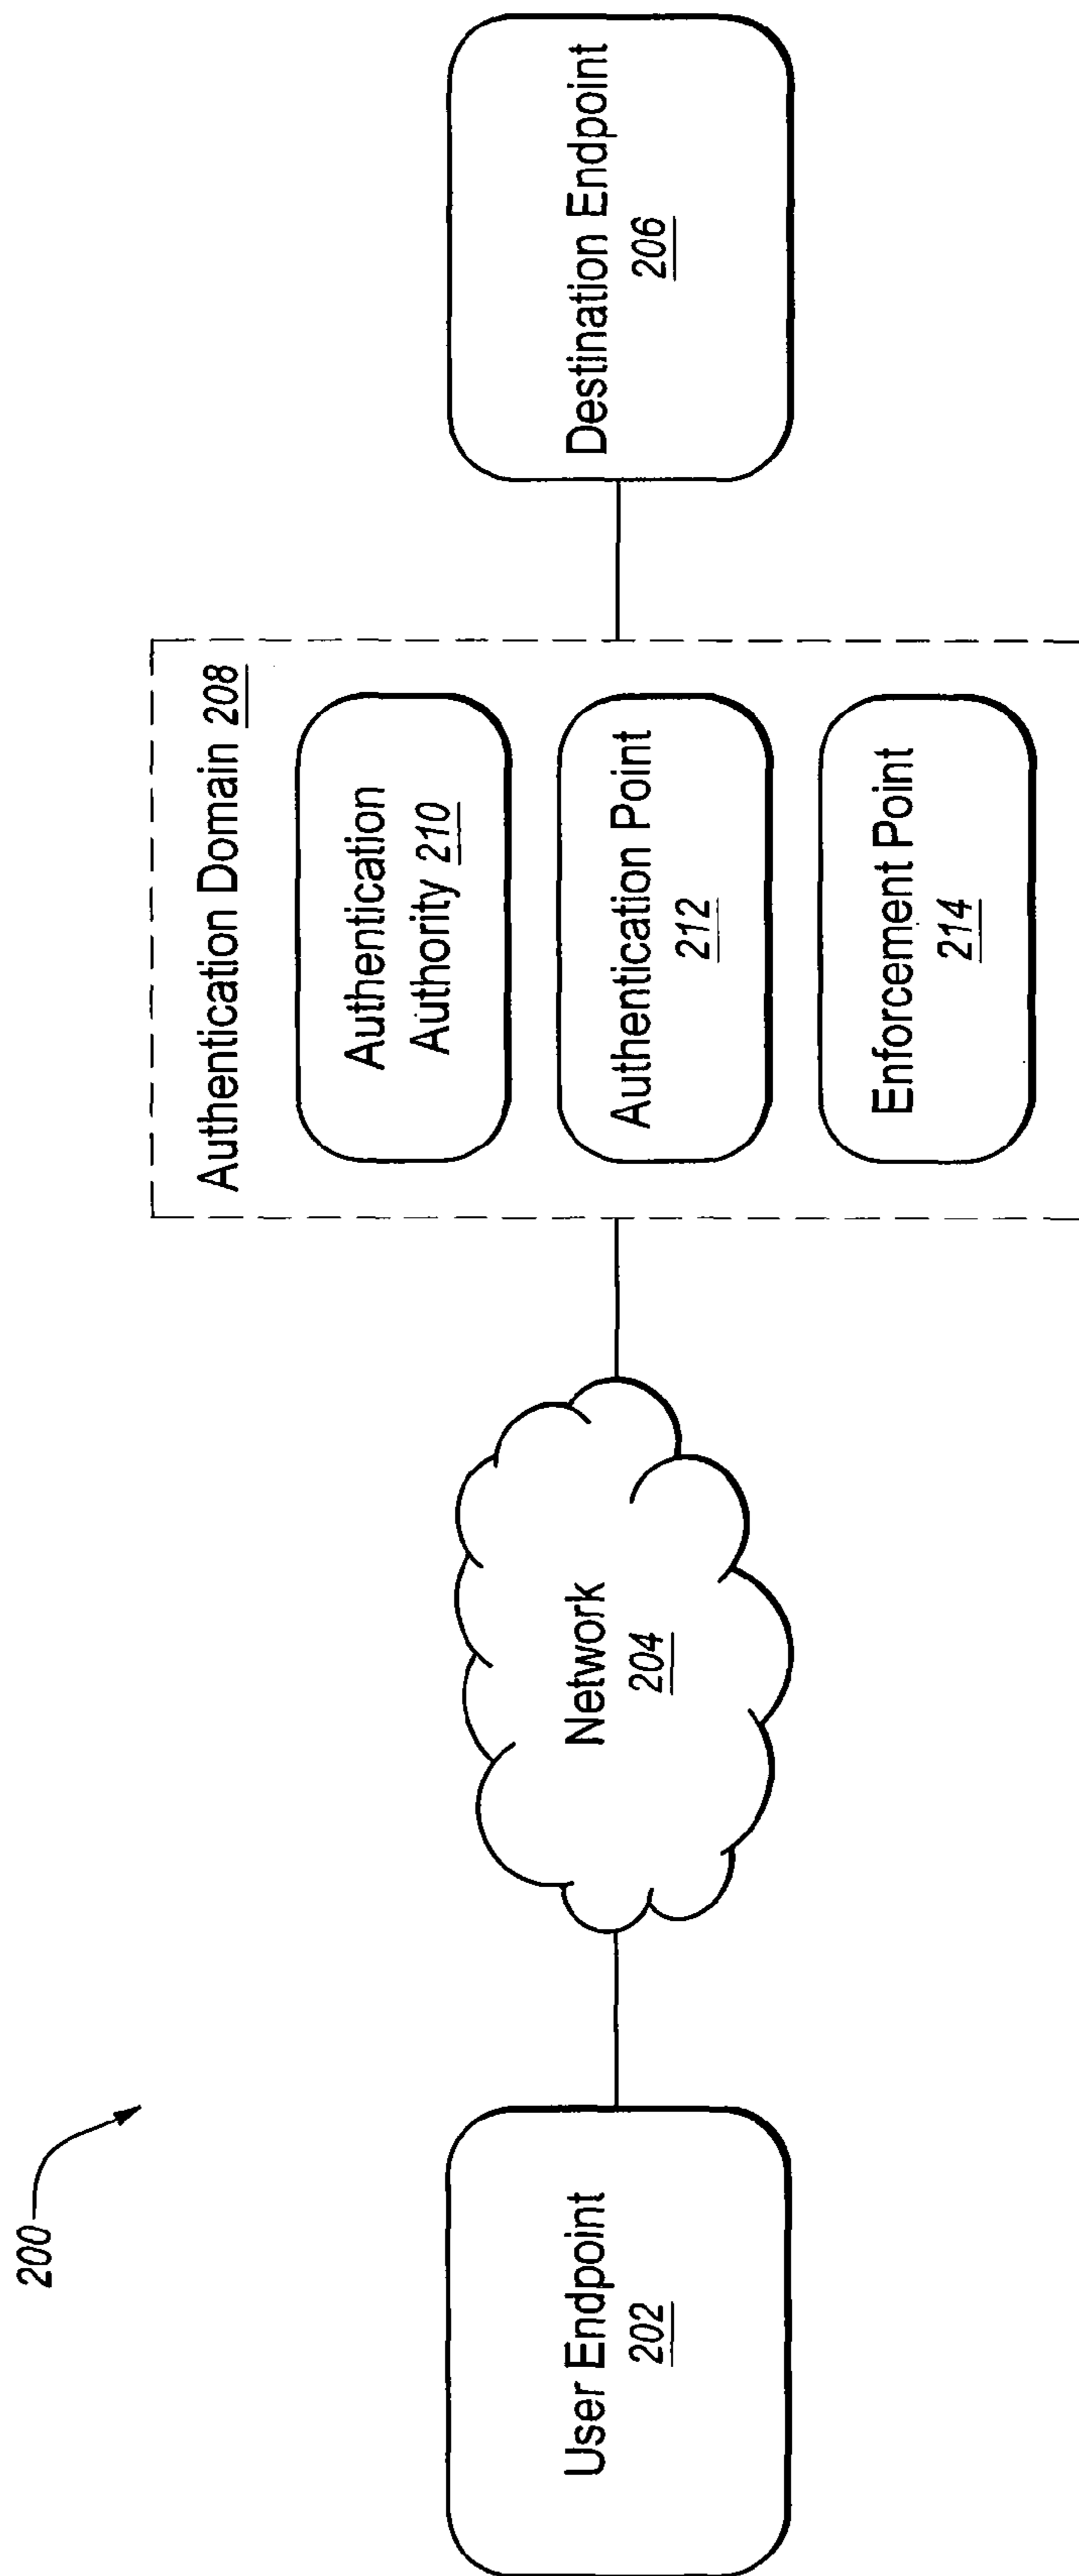 200
User Endpoint
202
Network
204
Authentication Domain 208
Authentication
Authority 210
Authentication Point
212
Enforcement Point
214
Destination Endpoint
206